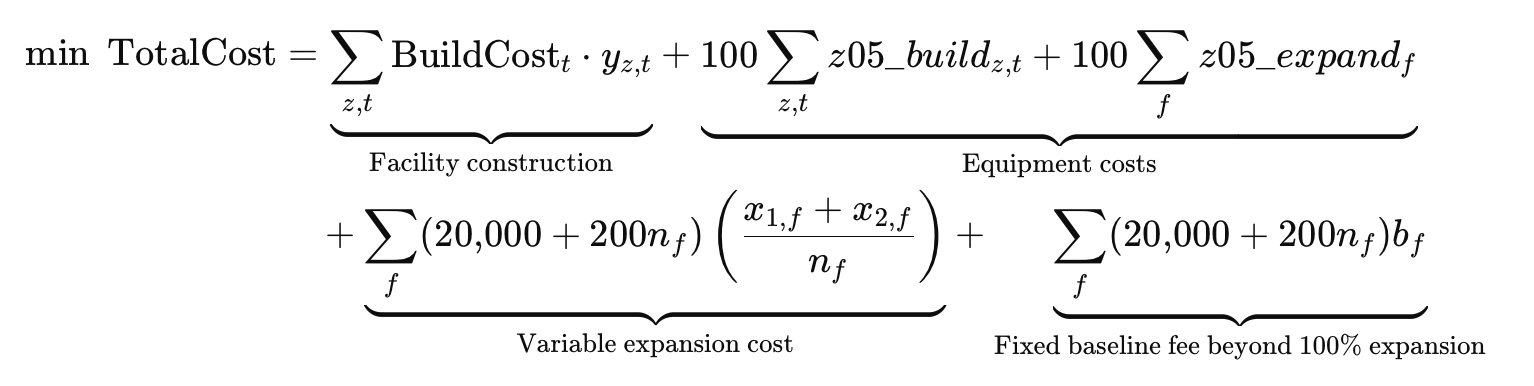 min TotalCost = ∑_{z,t} BuildCost_t · y_{z,t} + 100 ∑_{z,t} z05_build_{z,t} + 100 ∑_f z05_expand_f
Facility construction
Equipment costs
+ ∑_f (20,000 + 200n_f) ( (x_{1,f} + x_{2,f}) / n_f ) + ∑_f (20,000 + 200n_f)b_f
Variable expansion cost
Fixed baseline fee beyond 100% expansion